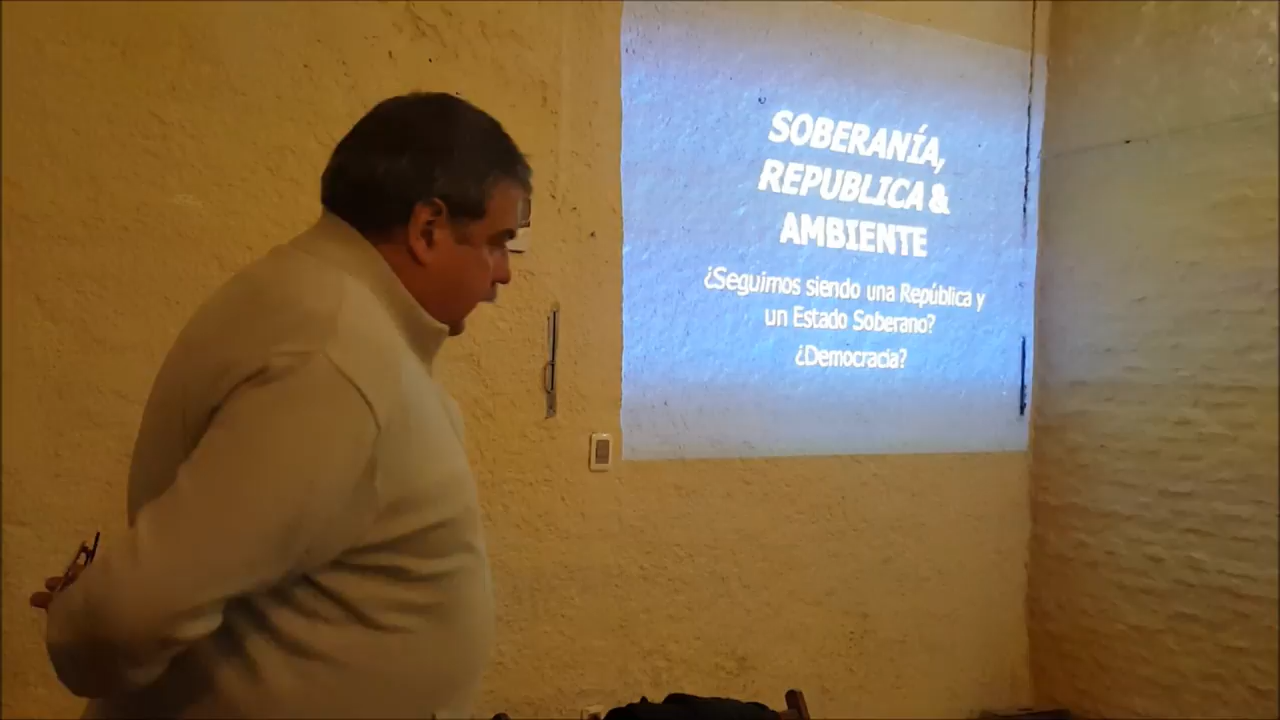 SOBERANÍA,
REPUBLICA &
AMBIENTE
¿Seguimos siendo una República y
un Estado Soberano?
¿Democracia?